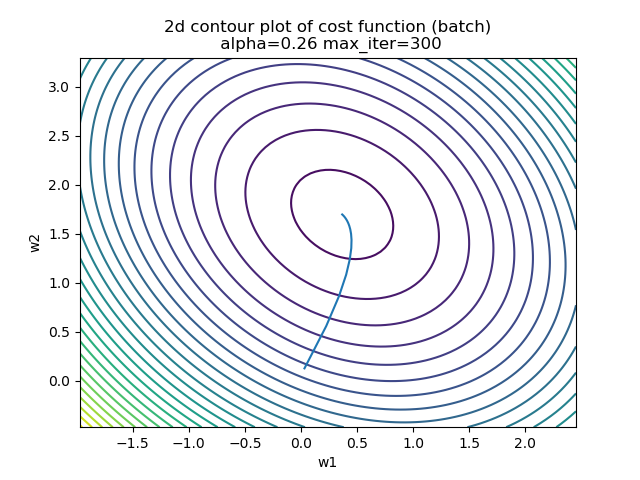 2d contour plot of cost function (batch)
alpha=0.26 max_iter=300
3.0
2.5
2.0
1.5
1.0
0.5
0.0
w2
−1.5 −1.0 −0.5 0.0 0.5 1.0 1.5 2.0
w1